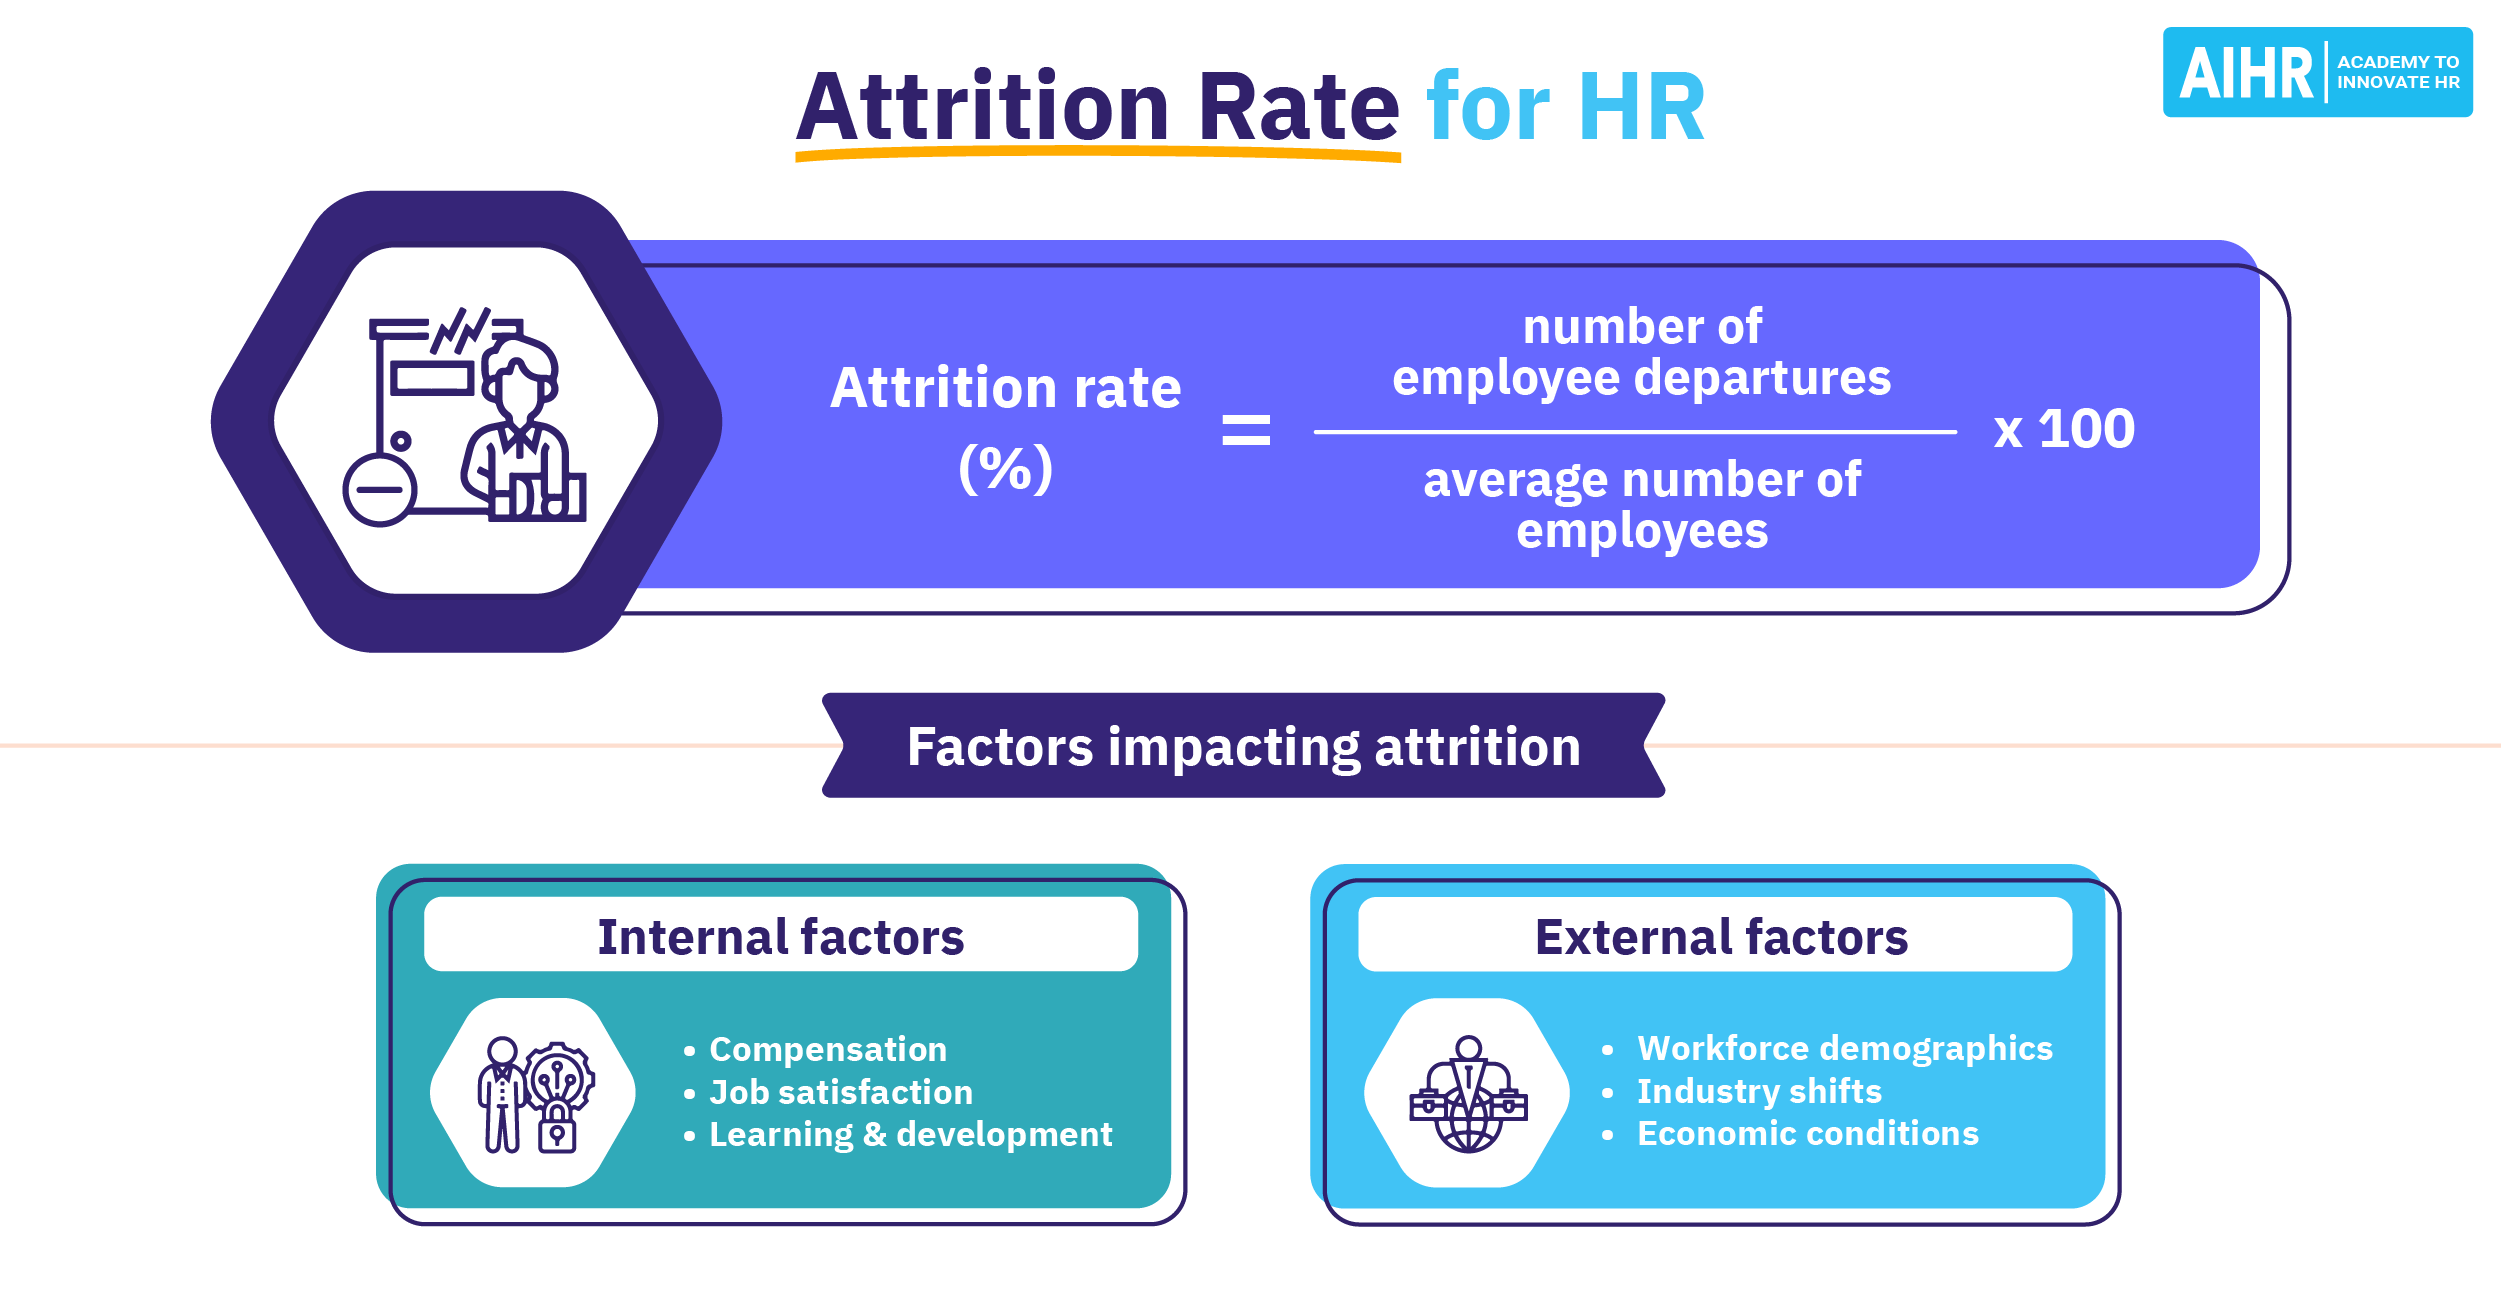 Attrition Rate for HR
AIHR
ACADEMY TO
INNOVATE HR
Attrition rate
(%)
=
number of
employee departures
average number of
employees
x 100
Factors impacting attrition
Internal factors
• Compensation
• Job satisfaction
• Learning & development
External factors
• Workforce demographics
• Industry shifts
• Economic conditions